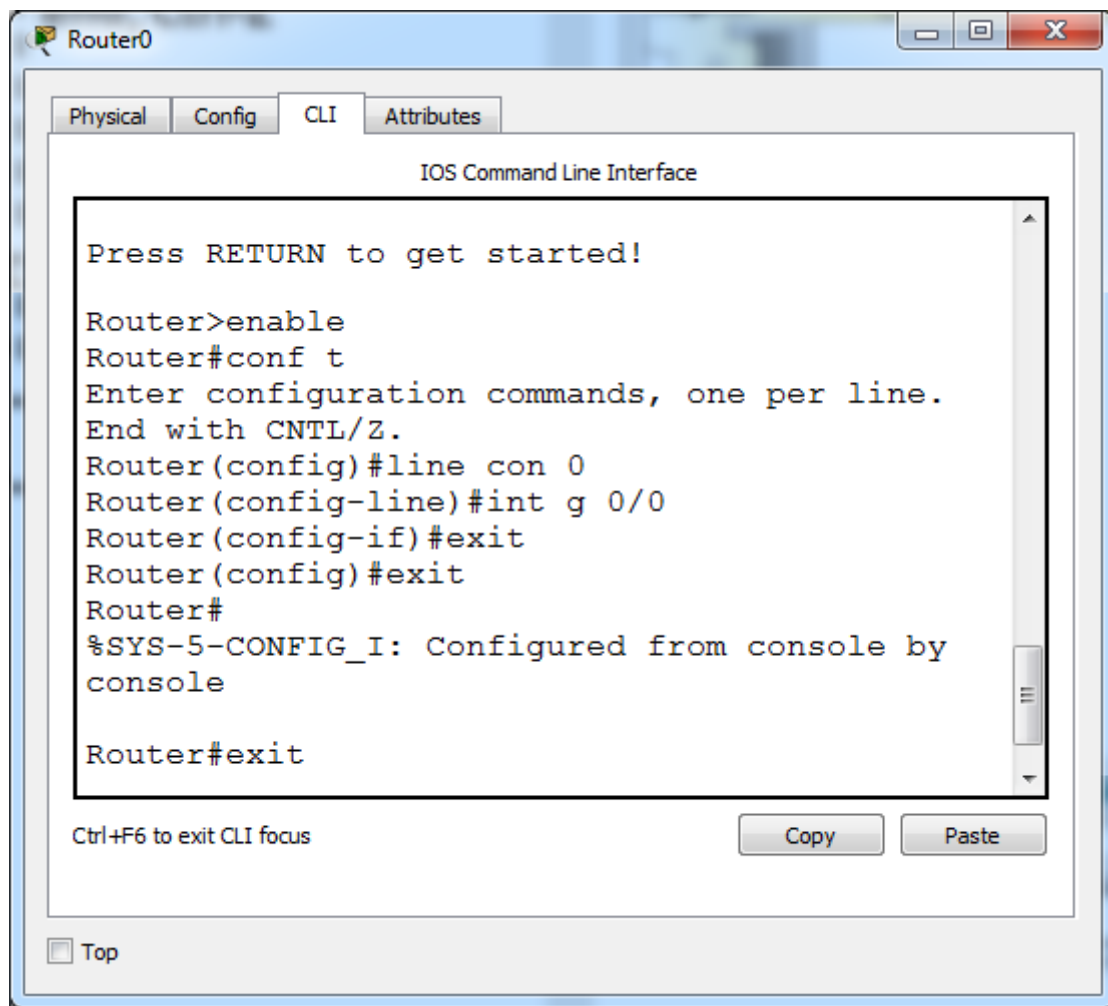 Router0
Physical Config CLI Attributes
IOS Command Line Interface
Press RETURN to get started!
Router>enable
Router#conf t
Enter configuration commands, one per line.
End with CNTL/Z.
Router(config)#line con 0
Router(config-line)#int g 0/0
Router(config-if)#exit
Router(config)#exit
Router#
%SYS-5-CONFIG_I: Configured from console by
console
Router#exit
Ctrl+F6 to exit CLI focus
Copy Paste
Top